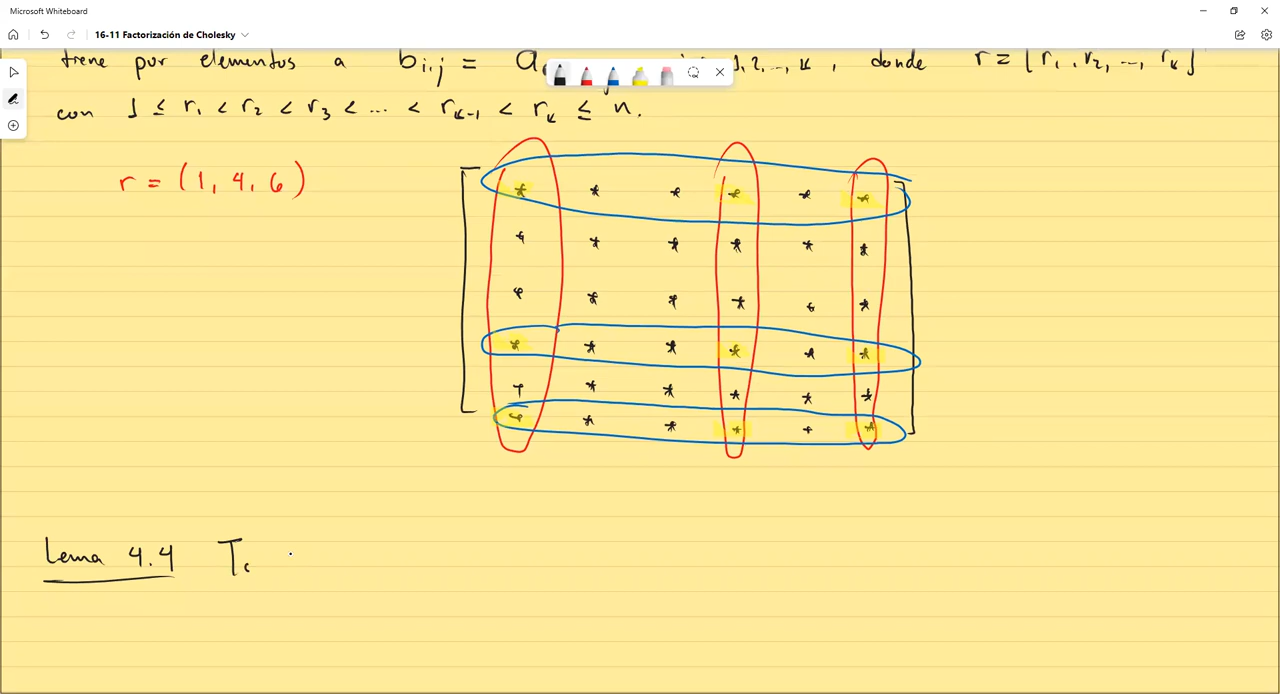 Microsoft Whiteboard
16-11 Factorización de Cholesky
tiene por elementos a b_{i,j} = a 1,2,...,k, donde r = [r_1, r_2, ..., r_k]
con 1 ≤ r_1 < r_2 < r_3 < ... < r_{k-1} < r_k ≤ n.
r = (1, 4, 6)
* * * * * *
* * * * * *
* * * * * *
* * * * * *
* * * * * *
* * * * * *
Lema 4.4